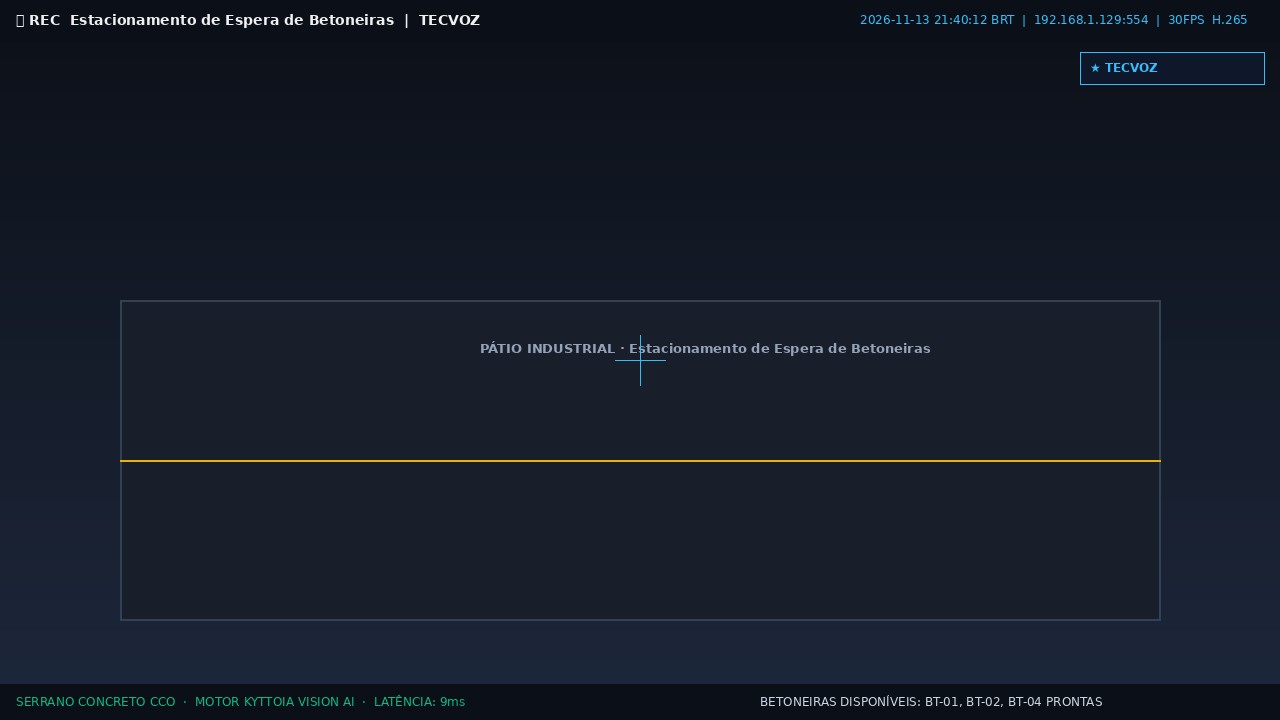 REC  Estacionamento de Espera de Betoneiras  |  TECVOZ
2026-11-13 21:40:12 BRT  |  192.168.1.129:554  |  30FPS  H.265
★ TECVOZ
PÁTIO INDUSTRIAL · Estacionamento de Espera de Betoneiras
SERRANO CONCRETO CCO  ·  MOTOR KYTTOIA VISION AI  ·  LATÊNCIA: 9ms
BETONEIRAS DISPONÍVEIS: BT-01, BT-02, BT-04 PRONTAS